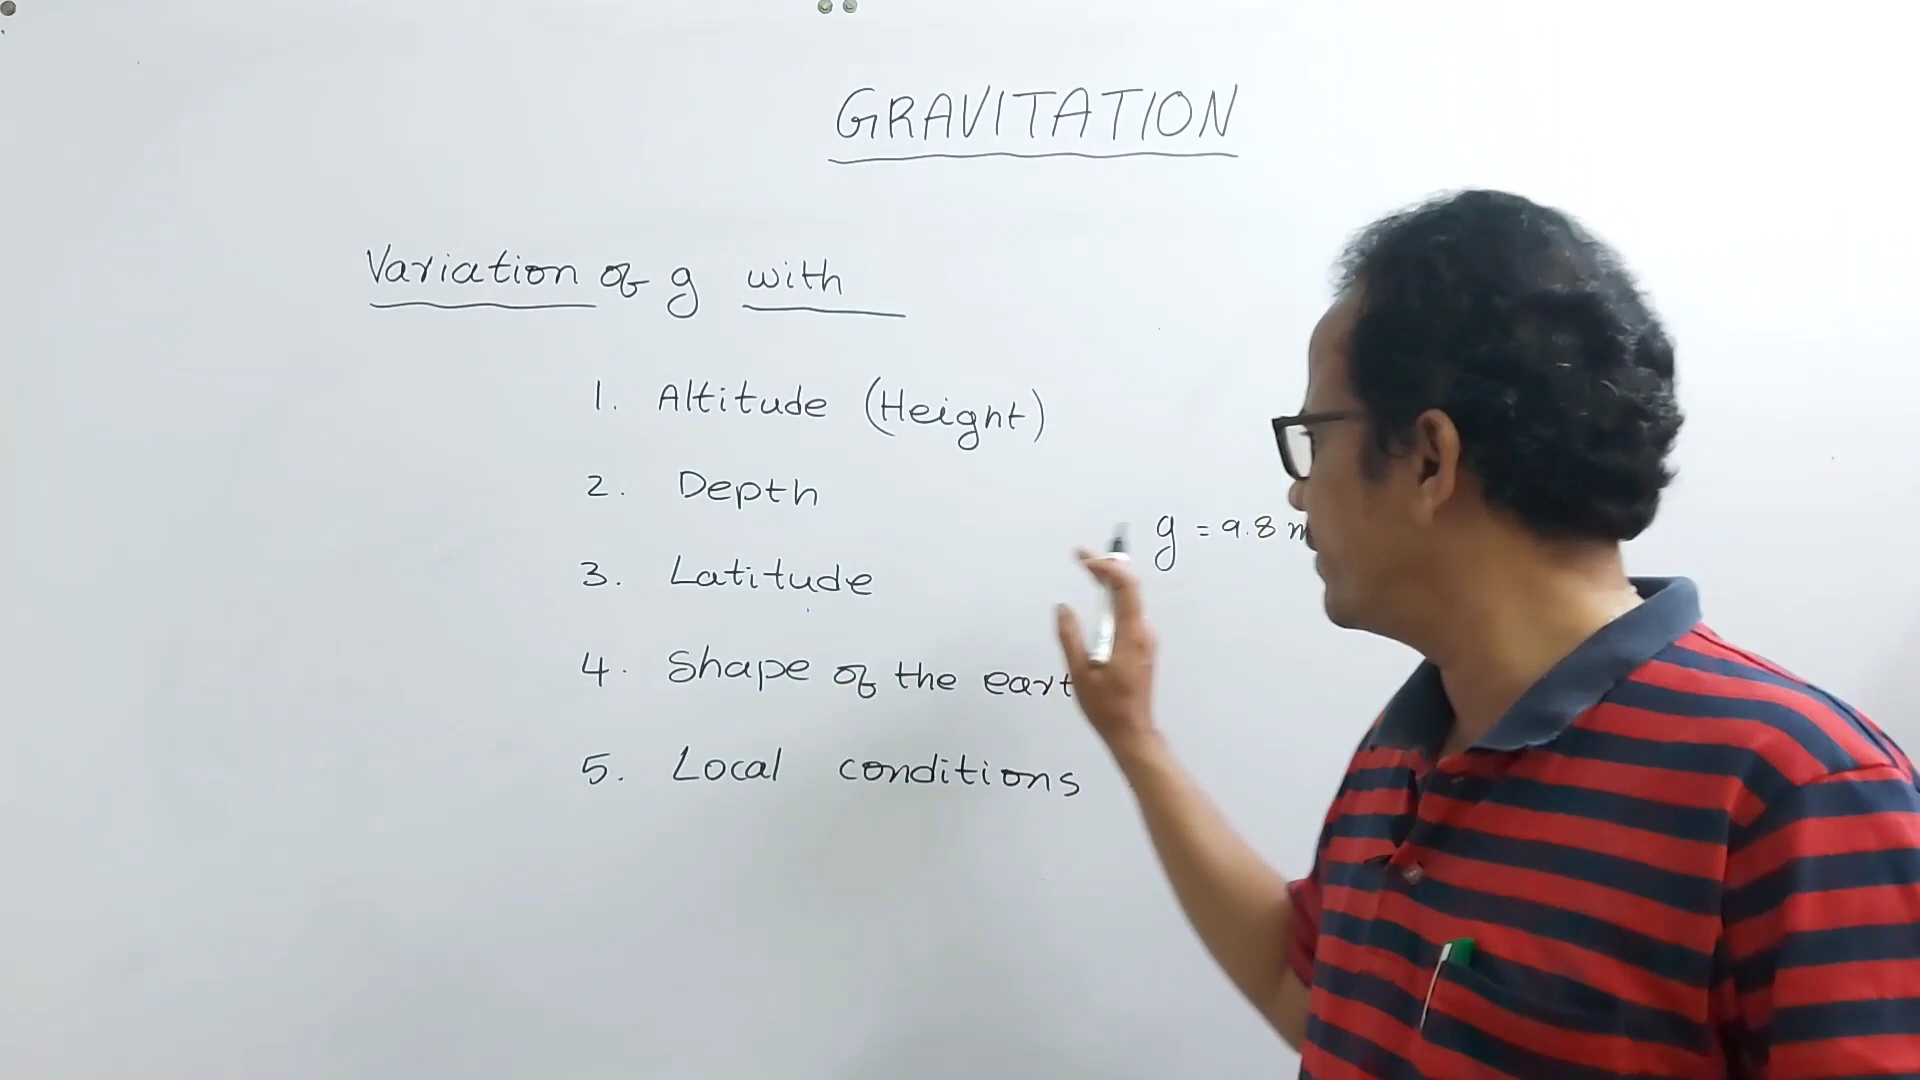 GRAVITATION
Variation of g with
1. Altitude (Height)
2. Depth
g = 9.8 m
3. Latitude
4. Shape of the eart
5. Local conditions